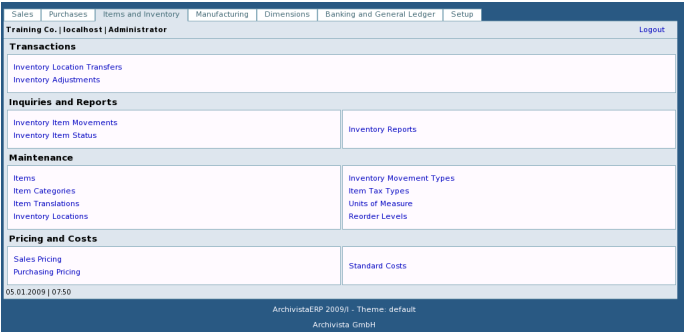 Sales Purchases Items and Inventory Manufacturing Dimensions Banking and General Ledger Setup
Training Co. | localhost | Administrator Logout
Transactions
Inventory Location Transfers
Inventory Adjustments
Inquiries and Reports
Inventory Item Movements
Inventory Item Status
Inventory Reports
Maintenance
Items
Item Categories
Item Translations
Inventory Locations
Inventory Movement Types
Item Tax Types
Units of Measure
Reorder Levels
Pricing and Costs
Sales Pricing
Purchasing Pricing
Standard Costs
05.01.2009 | 07:50
ArchivistaERP 2009/I - Theme: default
Archivista GmbH